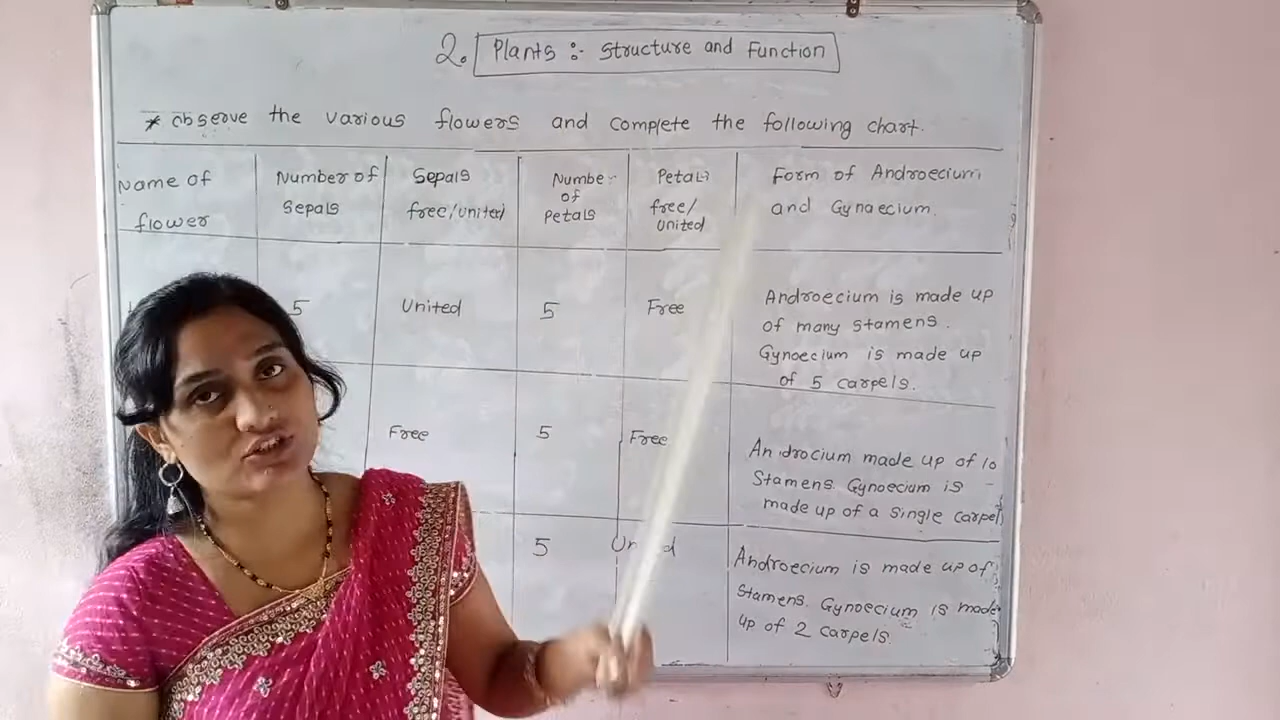 2. Plants :- Structure and Function
* Observe the various flowers and complete the following chart.
Name of flower
Number of Sepals
Sepals free/united
Number of Petals
Petals free/ united
Form of Androecium and Gynaecium.
5
United
5
Free
Androecium is made up
of many stamens.
Gynoecium is made up
of 5 carpels.
Free
5
Free
Androcium made up of 10
Stamens. Gynoecium is
made up of a single carpel
5
Androecium is made up of
Stamens. Gynoecium is made
up of 2 carpels.